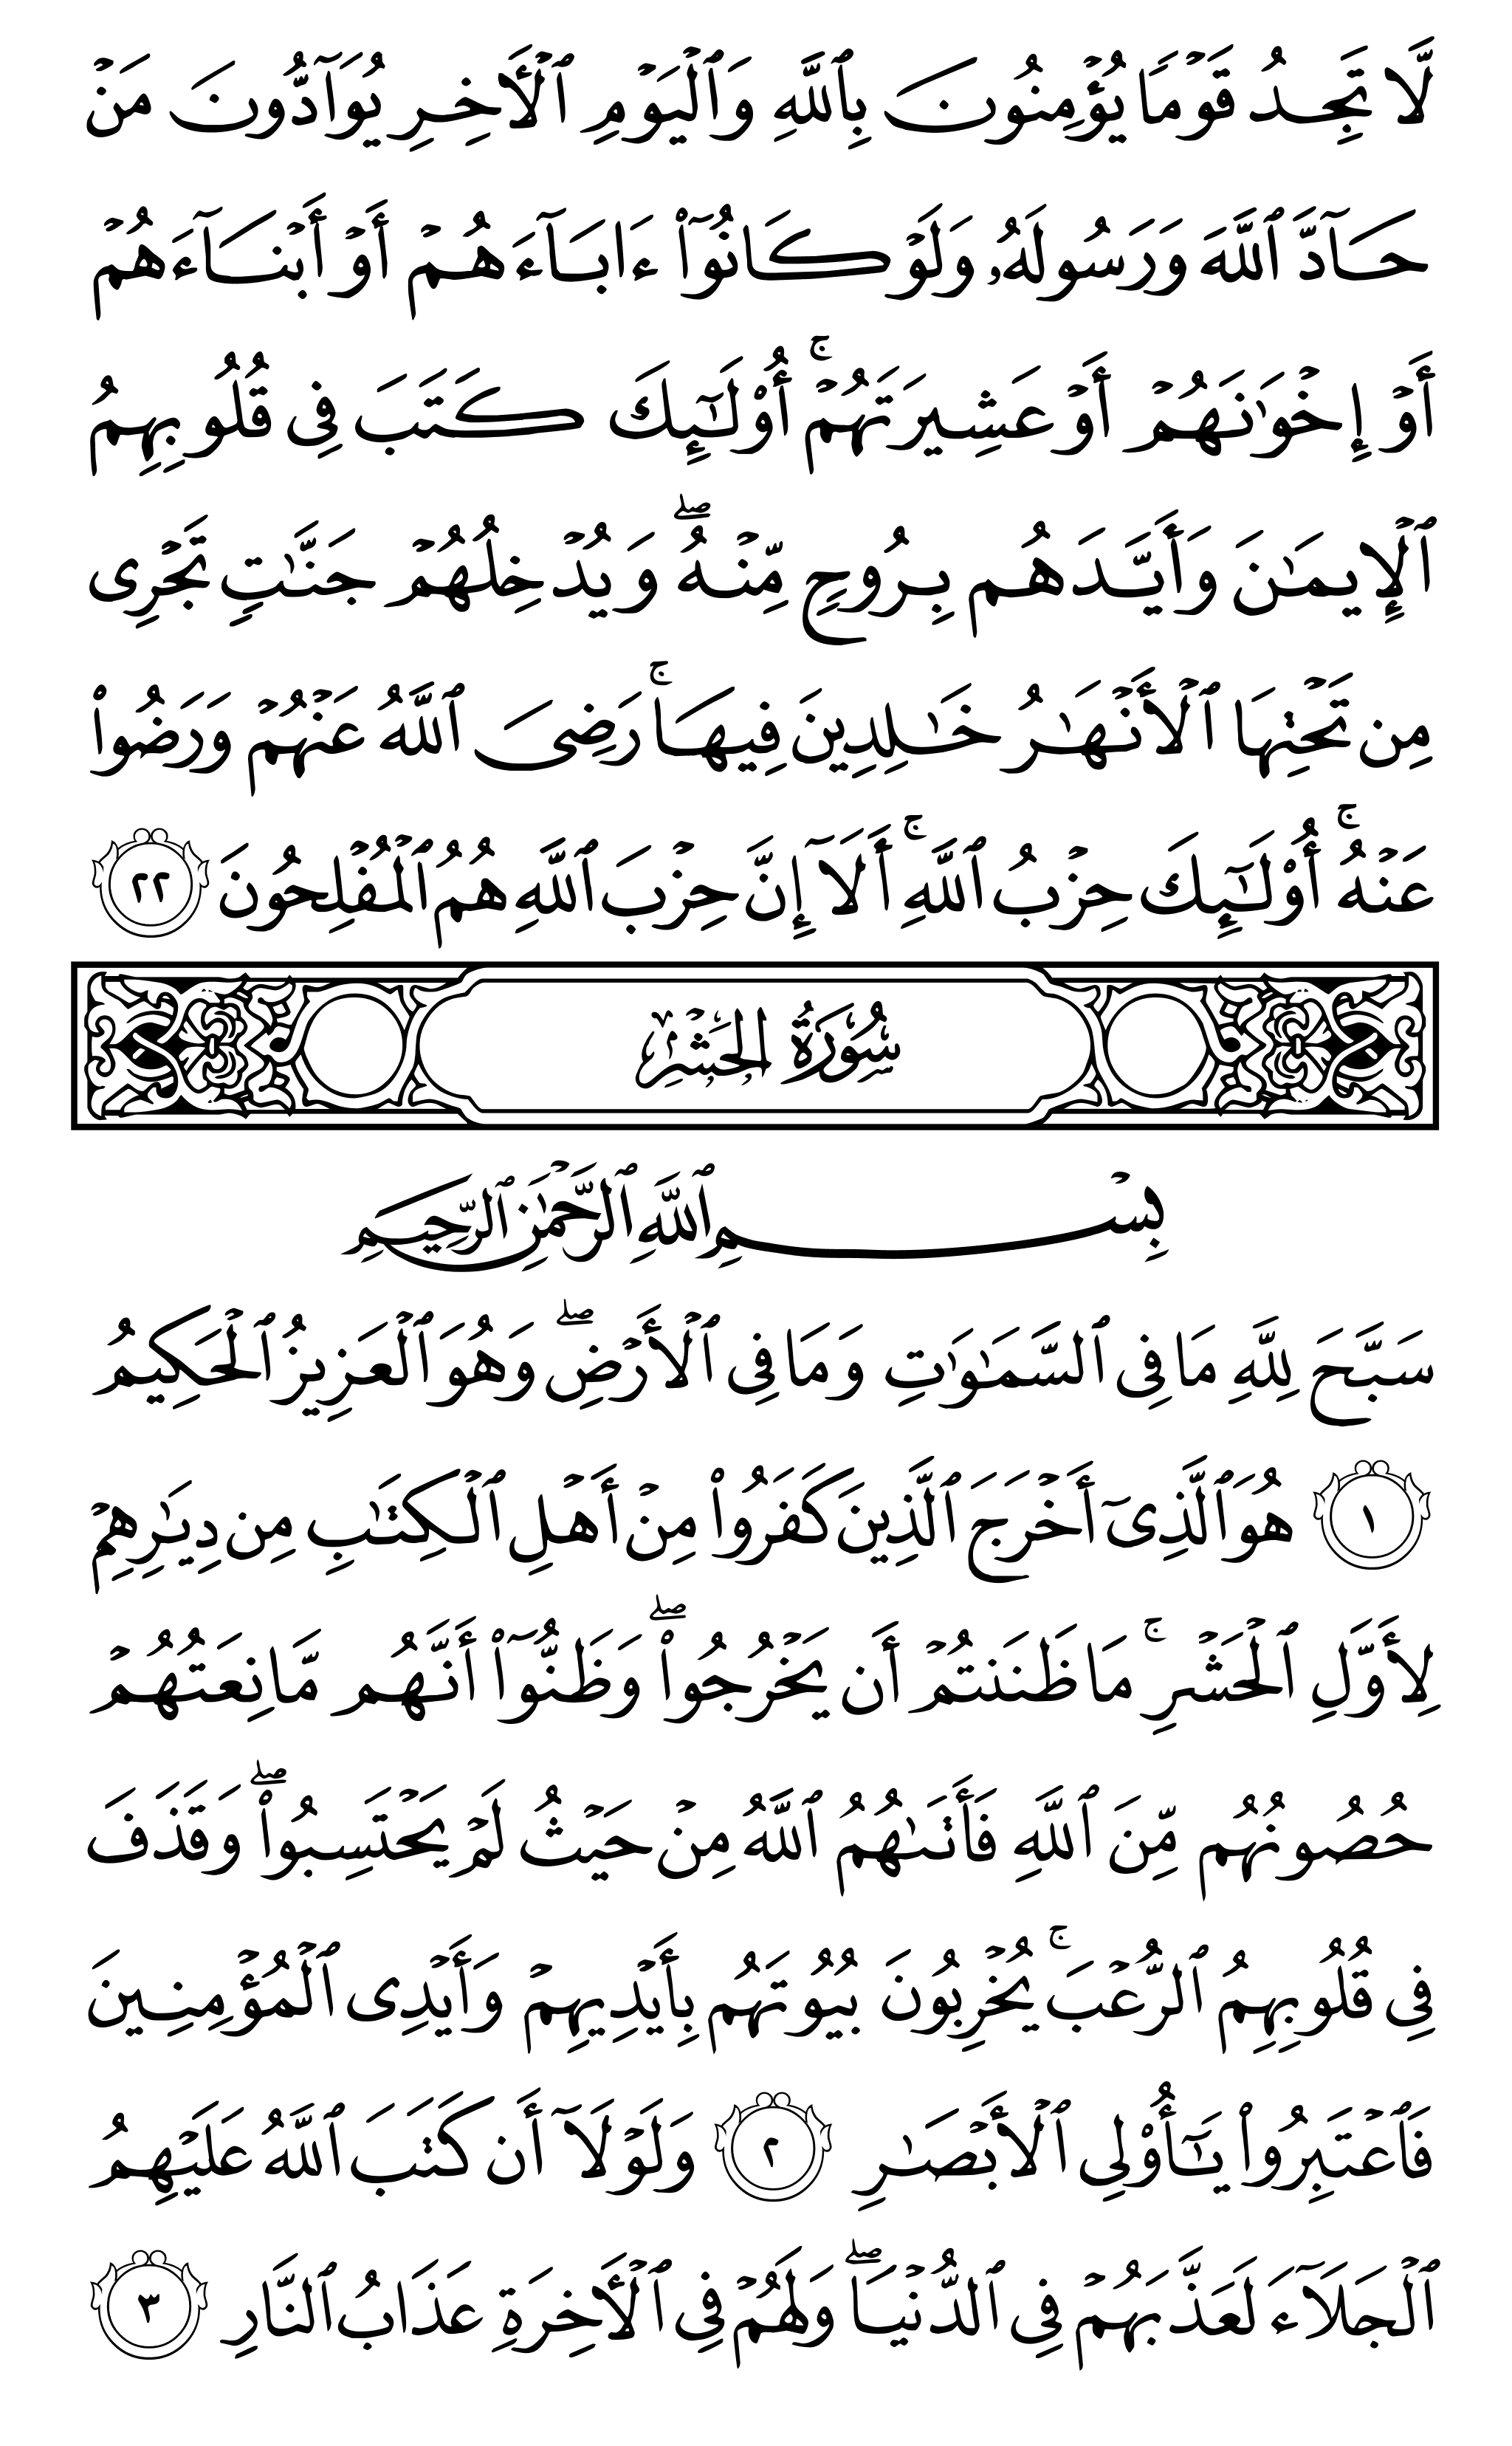 لَّا تَجِدُ قَوْمًا يُؤْمِنُونَ بِٱللَّهِ وَٱلْيَوْمِ ٱلْأَخِرِ يُوَآدُّونَ مَنْ
حَآدَّ ٱللَّهَ وَرَسُولَهُۥ وَلَوْ كَانُوٓا۟ ءَابَآءَهُمْ أَوْ أَبْنَآءَهُمْ
أَوْ إِخْوَٰنَهُمْ أَوْ عَشِيرَتَهُمْ ۚ أُو۟لَـٰٓئِكَ كَتَبَ فِى قُلُوبِهِمُ
ٱلْإِيمَـٰنَ وَأَيَّدَهُم بِرُوحٍ مِّنْهُ ۖ وَيُدْخِلُهُمْ جَنَّـٰتٍ تَجْرِى
مِن تَحْتِهَا ٱلْأَنْهَـٰرُ خَـٰلِدِينَ فِيهَا ۚ رَضِىَ ٱللَّهُ عَنْهُمْ وَرَضُوا۟
عَنْهُ ۚ أُو۟لَـٰٓئِكَ حِزْبُ ٱللَّهِ ۚ أَلَآ إِنَّ حِزْبَ ٱللَّهِ هُمُ ٱلْمُفْلِحُونَ ٢٢
سُورَةُ الحَشْرِ
بِسْمِ ٱللَّهِ ٱلرَّحْمَـٰنِ ٱلرَّحِيمِ
سَبَّحَ لِلَّهِ مَا فِى ٱلسَّمَـٰوَٰتِ وَمَا فِى ٱلْأَرْضِ ۖ وَهُوَ ٱلْعَزِيزُ ٱلْحَكِيمُ
١ هُوَ ٱلَّذِىٓ أَخْرَجَ ٱلَّذِينَ كَفَرُوا۟ مِنْ أَهْلِ ٱلْكِتَـٰبِ مِن دِيَـٰرِهِمْ
لِأَوَّلِ ٱلْحَشْرِ ۚ مَا ظَنَنتُمْ أَن يَخْرُجُوا۟ ۖ وَظَنُّوٓا۟ أَنَّهُم مَّانِعَتُهُمْ
حُصُونُهُم مِّنَ ٱللَّهِ فَأَتَىٰهُمُ ٱللَّهُ مِنْ حَيْثُ لَمْ يَحْتَسِبُوا۟ ۖ وَقَذَفَ
فِى قُلُوبِهِمُ ٱلرُّعْبَ ۚ يُخْرِبُونَ بُيُوتَهُم بِأَيْدِيهِمْ وَأَيْدِى ٱلْمُؤْمِنِينَ
فَٱعْتَبِرُوا۟ يَـٰٓأُو۟لِى ٱلْأَبْصَـٰرِ ٢ وَلَوْلَآ أَن كَتَبَ ٱللَّهُ عَلَيْهِمُ
ٱلْجَلَآءَ لَعَذَّبَهُمْ فِى ٱلدُّنْيَا ۖ وَلَهُمْ فِى ٱلْأَخِرَةِ عَذَابُ ٱلنَّارِ ٣